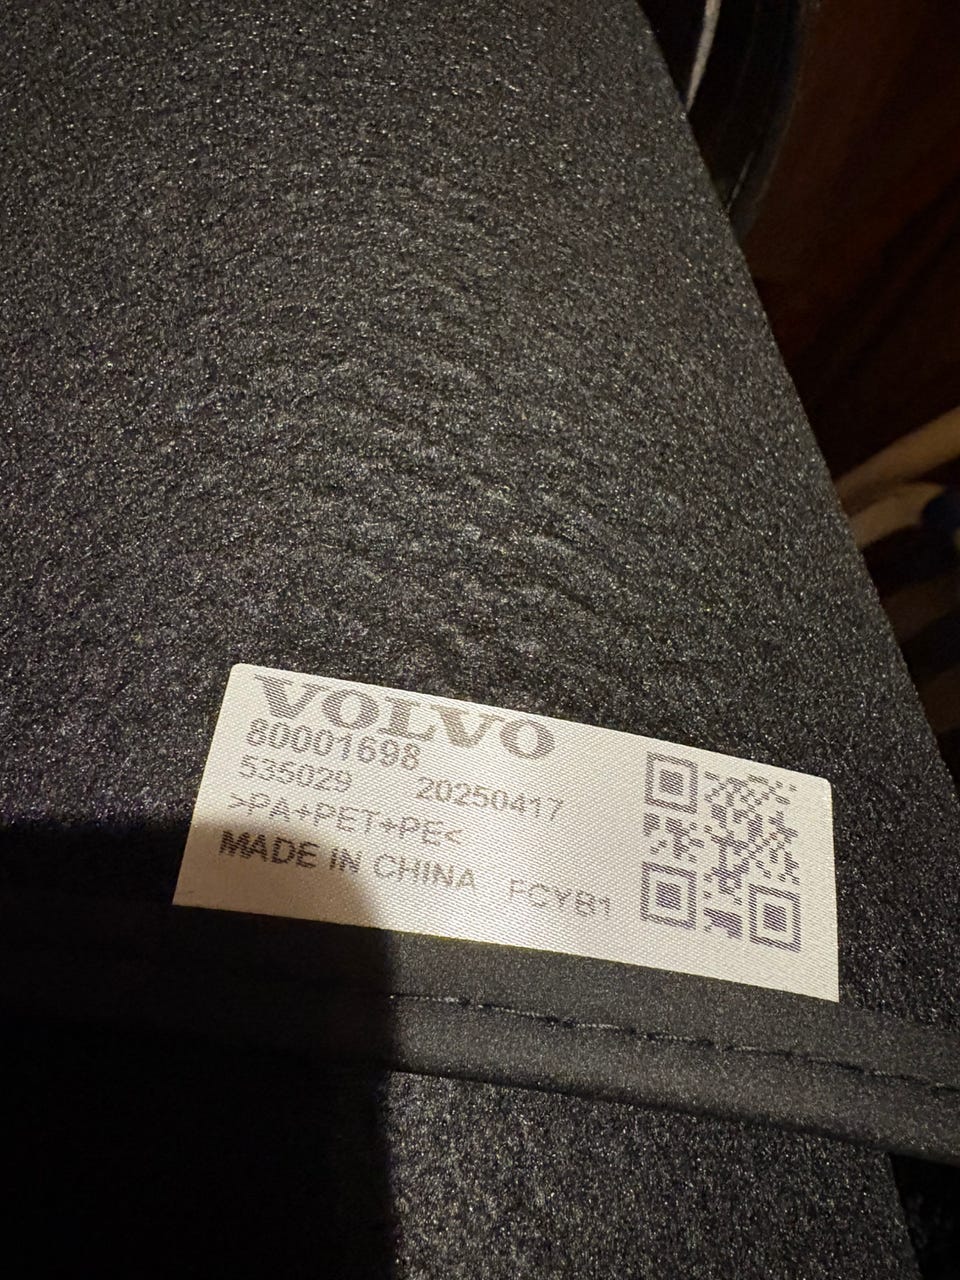 VOLVO
80001698
535029 20250417
>PA+PET+PE<
MADE IN CHINA FCYB1